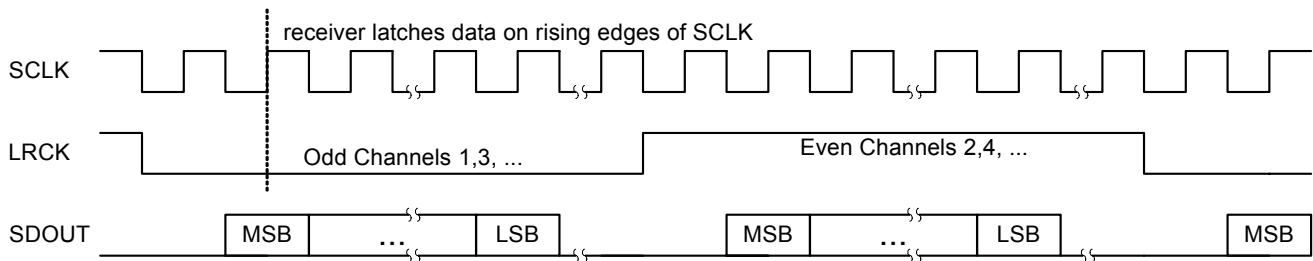 receiver latches data on rising edges of SCLK
SCLK
LRCK
Odd Channels 1,3, ...
Even Channels 2,4, ...
SDOUT
MSB ... LSB MSB ... LSB MSB